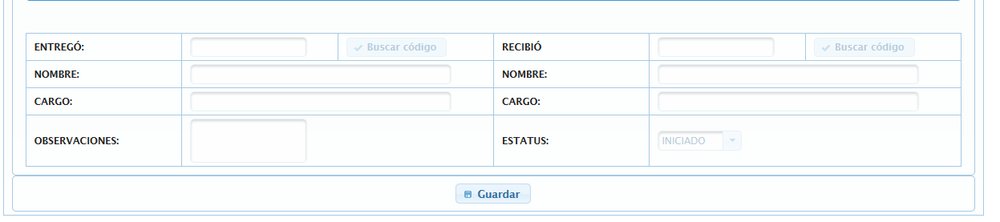 ENTREGÓ: Buscar código RECIBIÓ Buscar código
NOMBRE: NOMBRE:
CARGO: CARGO:
OBSERVACIONES: ESTATUS: INICIADO
Guardar